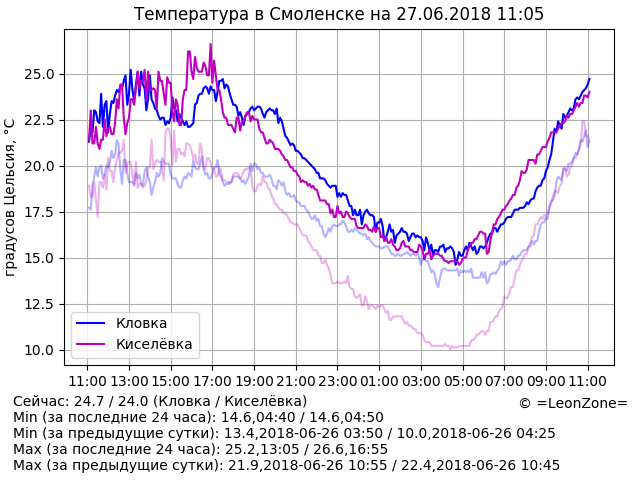 Температура в Смоленске на 27.06.2018 11:05
градусов Цельсия, °C
25.0
22.5
20.0
17.5
15.0
12.5
10.0
Кловка
Киселёвка
11:00 13:00 15:00 17:00 19:00 21:00 23:00 01:00 03:00 05:00 07:00 09:00 11:00
Сейчас: 24.7 / 24.0 (Кловка / Киселёвка)
© =LeonZone=
Min (за последние 24 часа): 14.6,04:40 / 14.6,04:50
Min (за предыдущие сутки): 13.4,2018-06-26 03:50 / 10.0,2018-06-26 04:25
Max (за последние 24 часа): 25.2,13:05 / 26.6,16:55
Max (за предыдущие сутки): 21.9,2018-06-26 10:55 / 22.4,2018-06-26 10:45